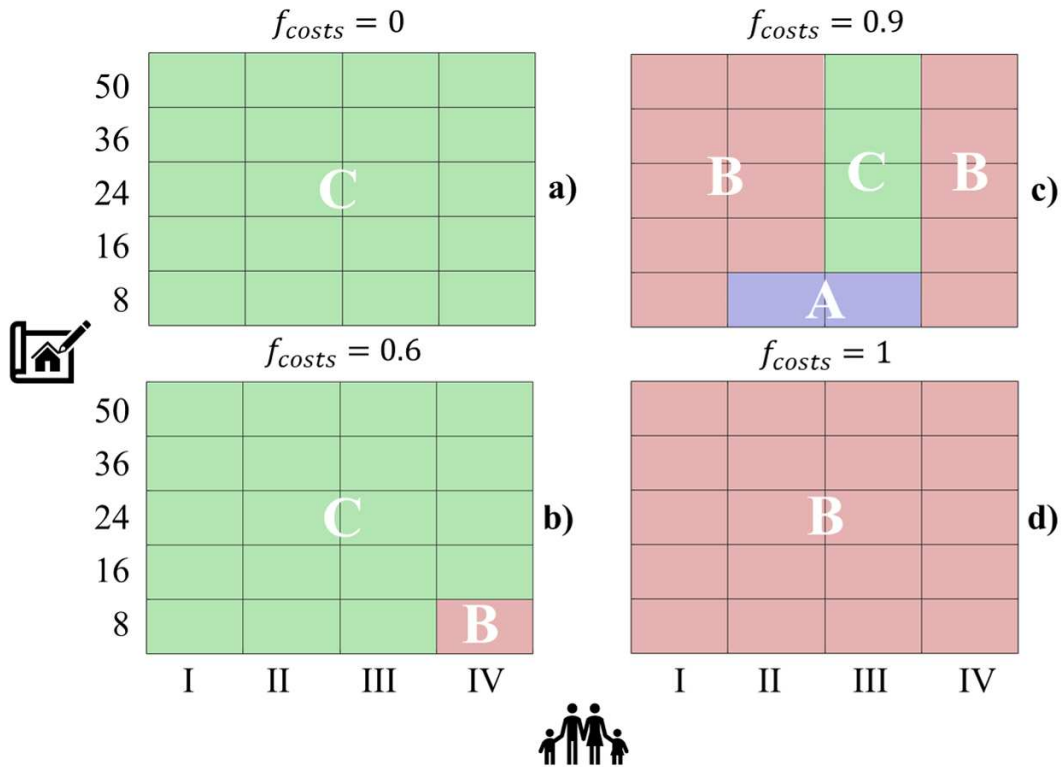 f_costs = 0
50
36
24
16
8
C
a)
f_costs = 0.9
B
C
B
A
c)
f_costs = 0.6
50
36
24
16
8
C
B
b)
I II III IV
f_costs = 1
B
d)
I II III IV